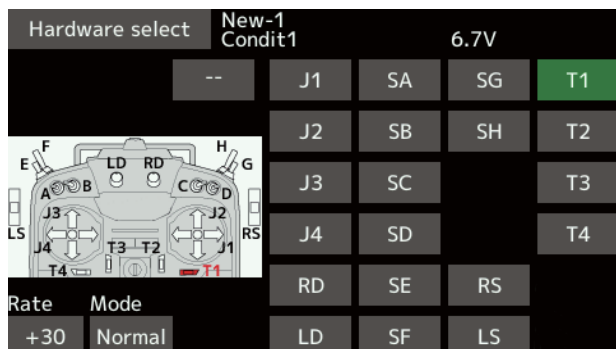 Hardware select
New-1
Condit1
6.7V
-- J1 SA SG T1
J2 SB SH T2
J3 SC T3
J4 SD T4
RD SE RS
LD SF LS
F H
E LD RD G
A B C D
J3 J2
LS RS
J4 T3 T2 J1
T4 T1
Rate Mode
+30 Normal